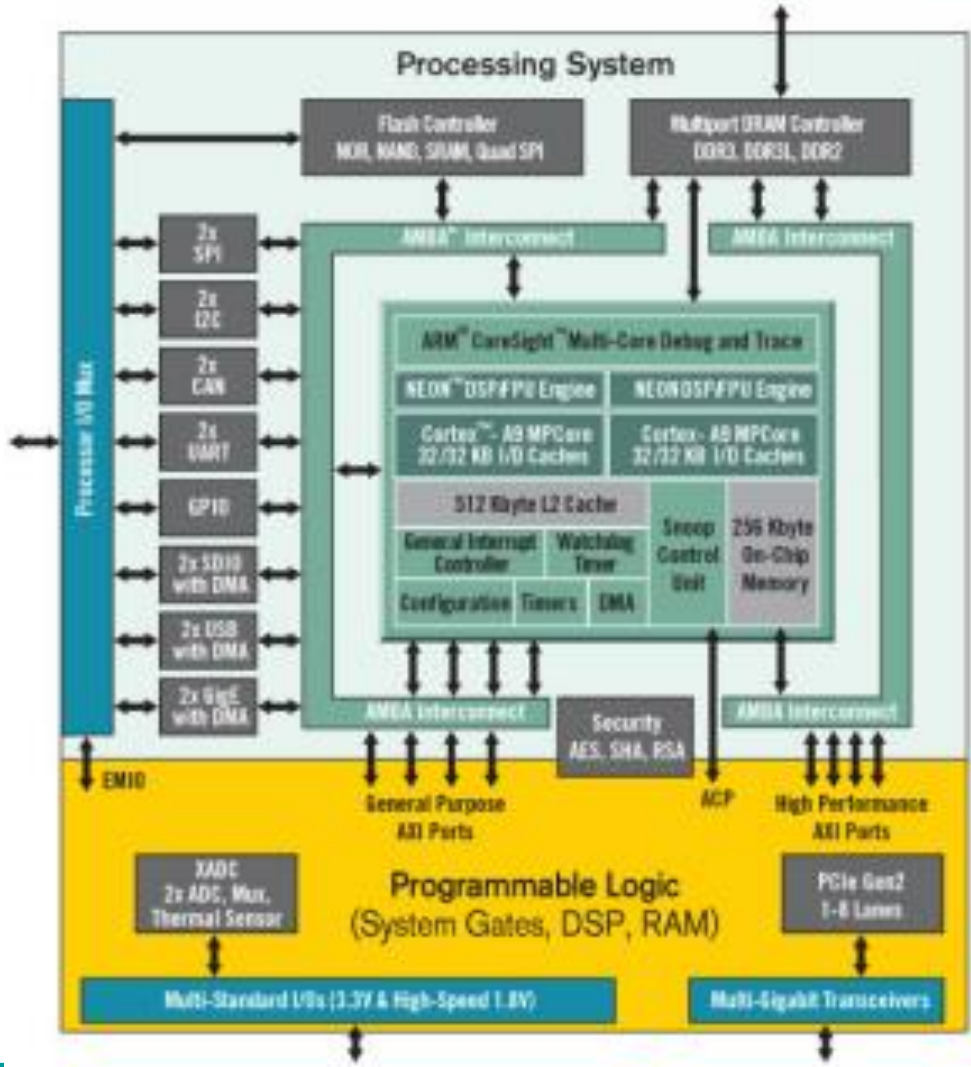 Processing System
Flash Controller
NOR, NAND, SRAM, Quad SPI
Multiport DRAM Controller
DDR3, DDR3L, DDR2
AMBA® Interconnect
AMBA Interconnect
Processor I/O Mux
2x
SPI
2x
I2C
2x
CAN
2x
UART
GPIO
2x SDIO
with DMA
2x USB
with DMA
2x GigE
with DMA
ARM® CoreSight™ Multi-Core Debug and Trace
NEON™ DSP/FPU Engine
NEON DSP/FPU Engine
Cortex™- A9 MPCore
32/32 KB I/D Caches
Cortex- A9 MPCore
32/32 KB I/D Caches
512 Kbyte L2 Cache
General Interrupt
Controller
Watchdog
Timer
Configuration
Timers
DMA
Snoop
Control
Unit
256 Kbyte
On-Chip
Memory
AMBA Interconnect
Security
AES, SHA, RSA
AMBA Interconnect
EMIO
General Purpose
AXI Ports
ACP
High Performance
AXI Ports
XADC
2x ADC, Mux,
Thermal Sensor
Programmable Logic
(System Gates, DSP, RAM)
PCIe Gen2
1-8 Lanes
Multi-Standard I/Os (3.3V & High-Speed 1.8V)
Multi-Gigabit Transceivers